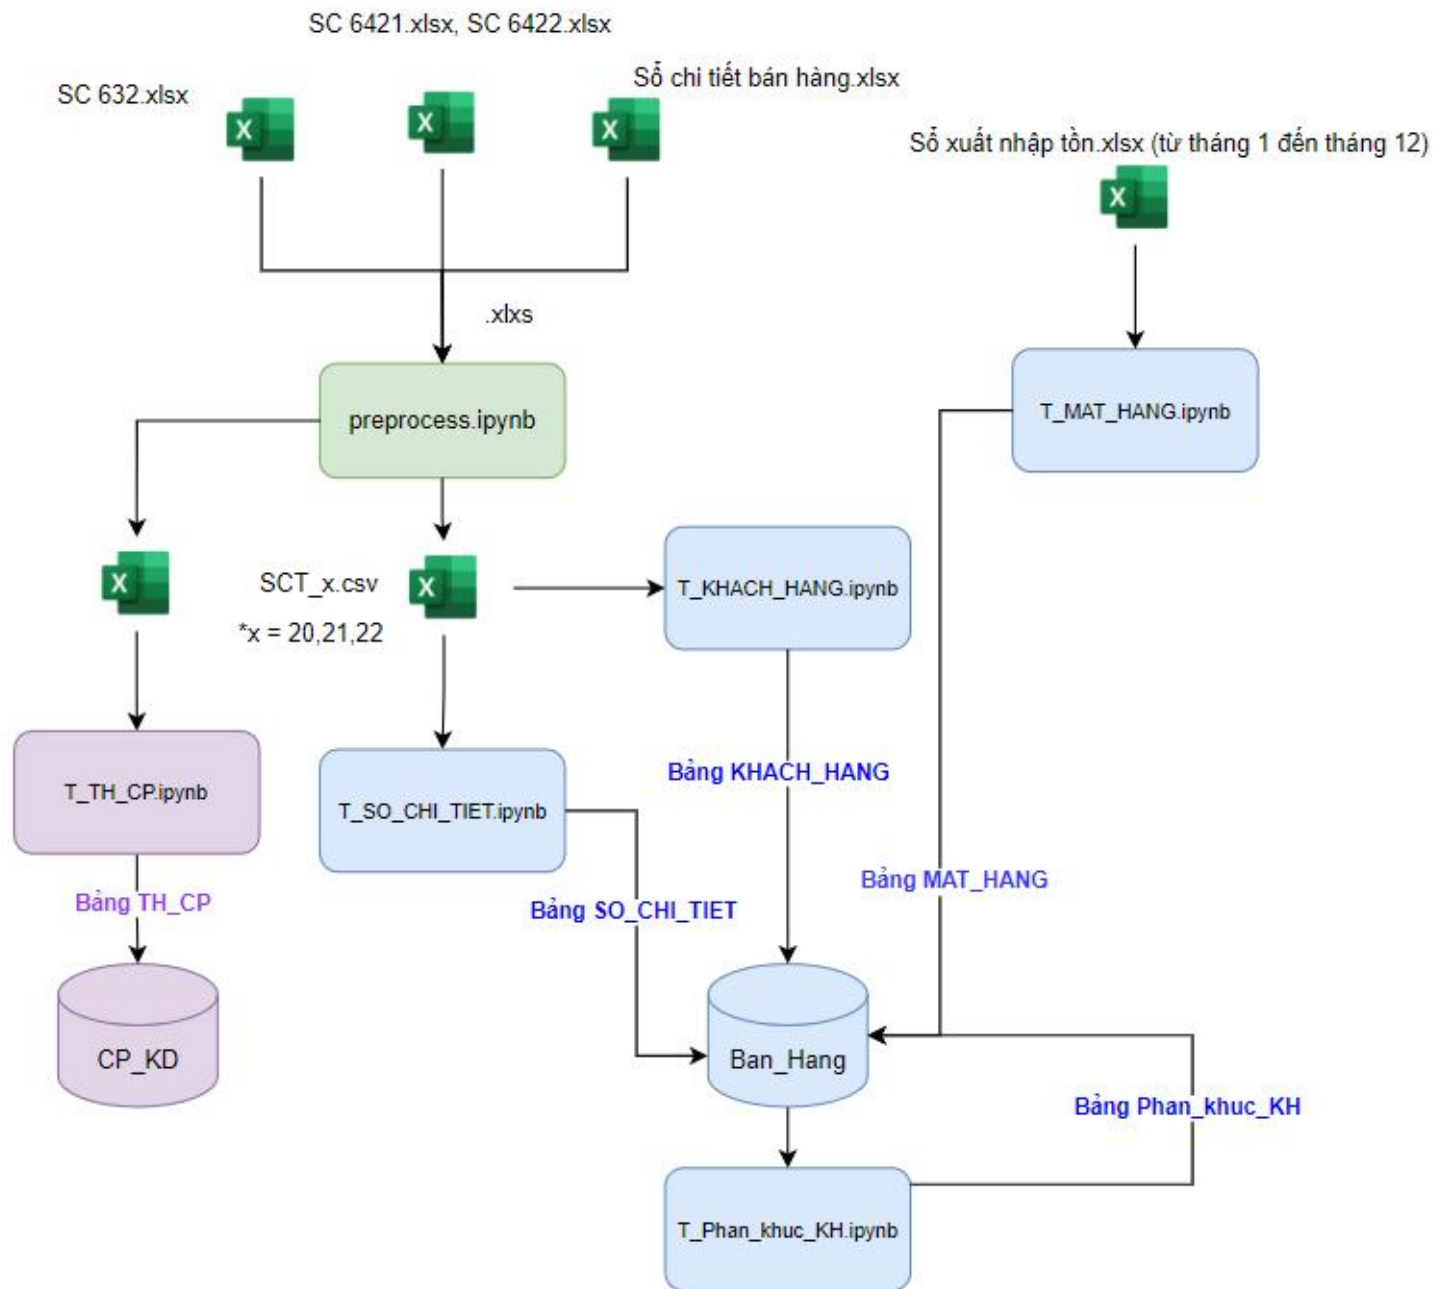 SC 6421.xlsx, SC 6422.xlsx
SC 632.xlsx
Sổ chi tiết bán hàng.xlsx
Sổ xuất nhập tồn.xlsx (từ tháng 1 đến tháng 12)
X
X
X
X
.xlxs
preprocess.ipynb
T_MAT_HANG.ipynb
X
SCT_x.csv
X
*x = 20,21,22
T_KHACH_HANG.ipynb
T_TH_CP.ipynb
T_SO_CHI_TIET.ipynb
Bảng KHACH_HANG
Bảng MAT_HANG
Bảng TH_CP
Bảng SO_CHI_TIET
CP_KD
Ban_Hang
Bảng Phan_khuc_KH
T_Phan_khuc_KH.ipynb